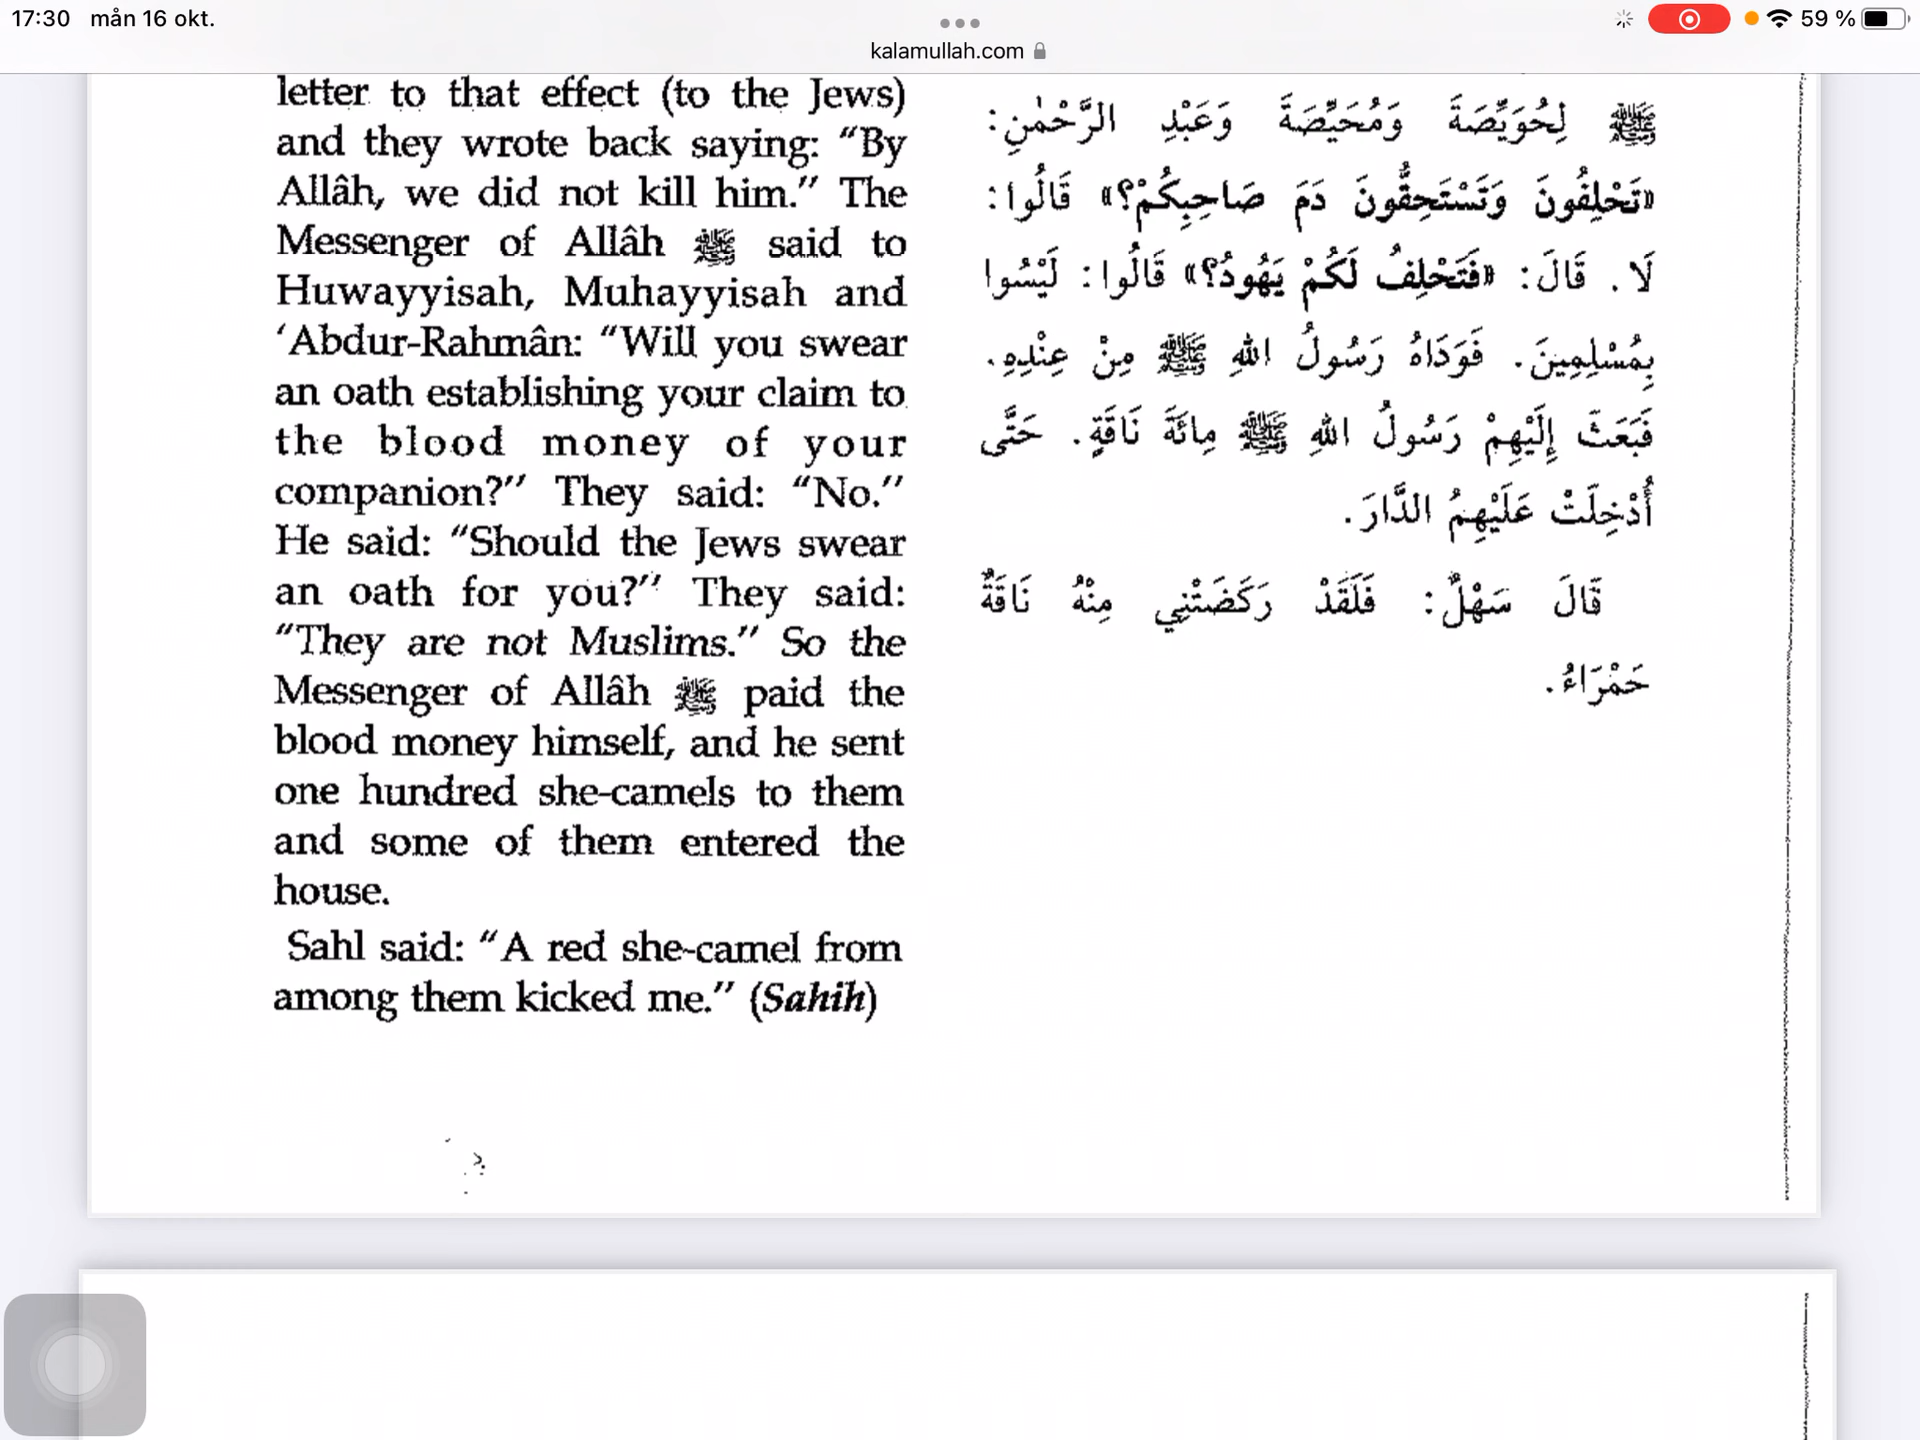 17:30 mån 16 okt.
59 %
kalamullah.com
letter to that effect (to the Jews)
and they wrote back saying: “By
Allâh, we did not kill him.” The
Messenger of Allâh ﷺ said to
Huwayyisah, Muhayyisah and
‘Abdur-Rahmân: “Will you swear
an oath establishing your claim to
the blood money of your
companion?” They said: “No.”
He said: “Should the Jews swear
an oath for you?” They said:
“They are not Muslims.” So the
Messenger of Allâh ﷺ paid the
blood money himself, and he sent
one hundred she-camels to them
and some of them entered the
house.
Sahl said: “A red she-camel from
among them kicked me.” (Sahih)
ﷺ لِحُوَيِّصَةَ وَمُحَيِّصَةَ وَعَبْدِ الرَّحْمٰنِ:
«تَحْلِفُونَ وَتَسْتَحِقُّونَ دَمَ صَاحِبِكُمْ؟» قَالُوا:
لَا. قَالَ: «فَتَحْلِفُ لَكُمْ يَهُودُ؟» قَالُوا: لَيْسُوا
بِمُسْلِمِينَ. فَوَدَاهُ رَسُولُ اللهِ ﷺ مِنْ عِنْدِهِ.
فَبَعَثَ إِلَيْهِمْ رَسُولُ اللهِ ﷺ مِائَةَ نَاقَةٍ. حَتَّى
أُدْخِلَتْ عَلَيْهِمُ الدَّارَ.
قَالَ سَهْلٌ: فَلَقَدْ رَكَضَتْنِي مِنْهُ نَاقَةٌ
حَمْرَاءُ.